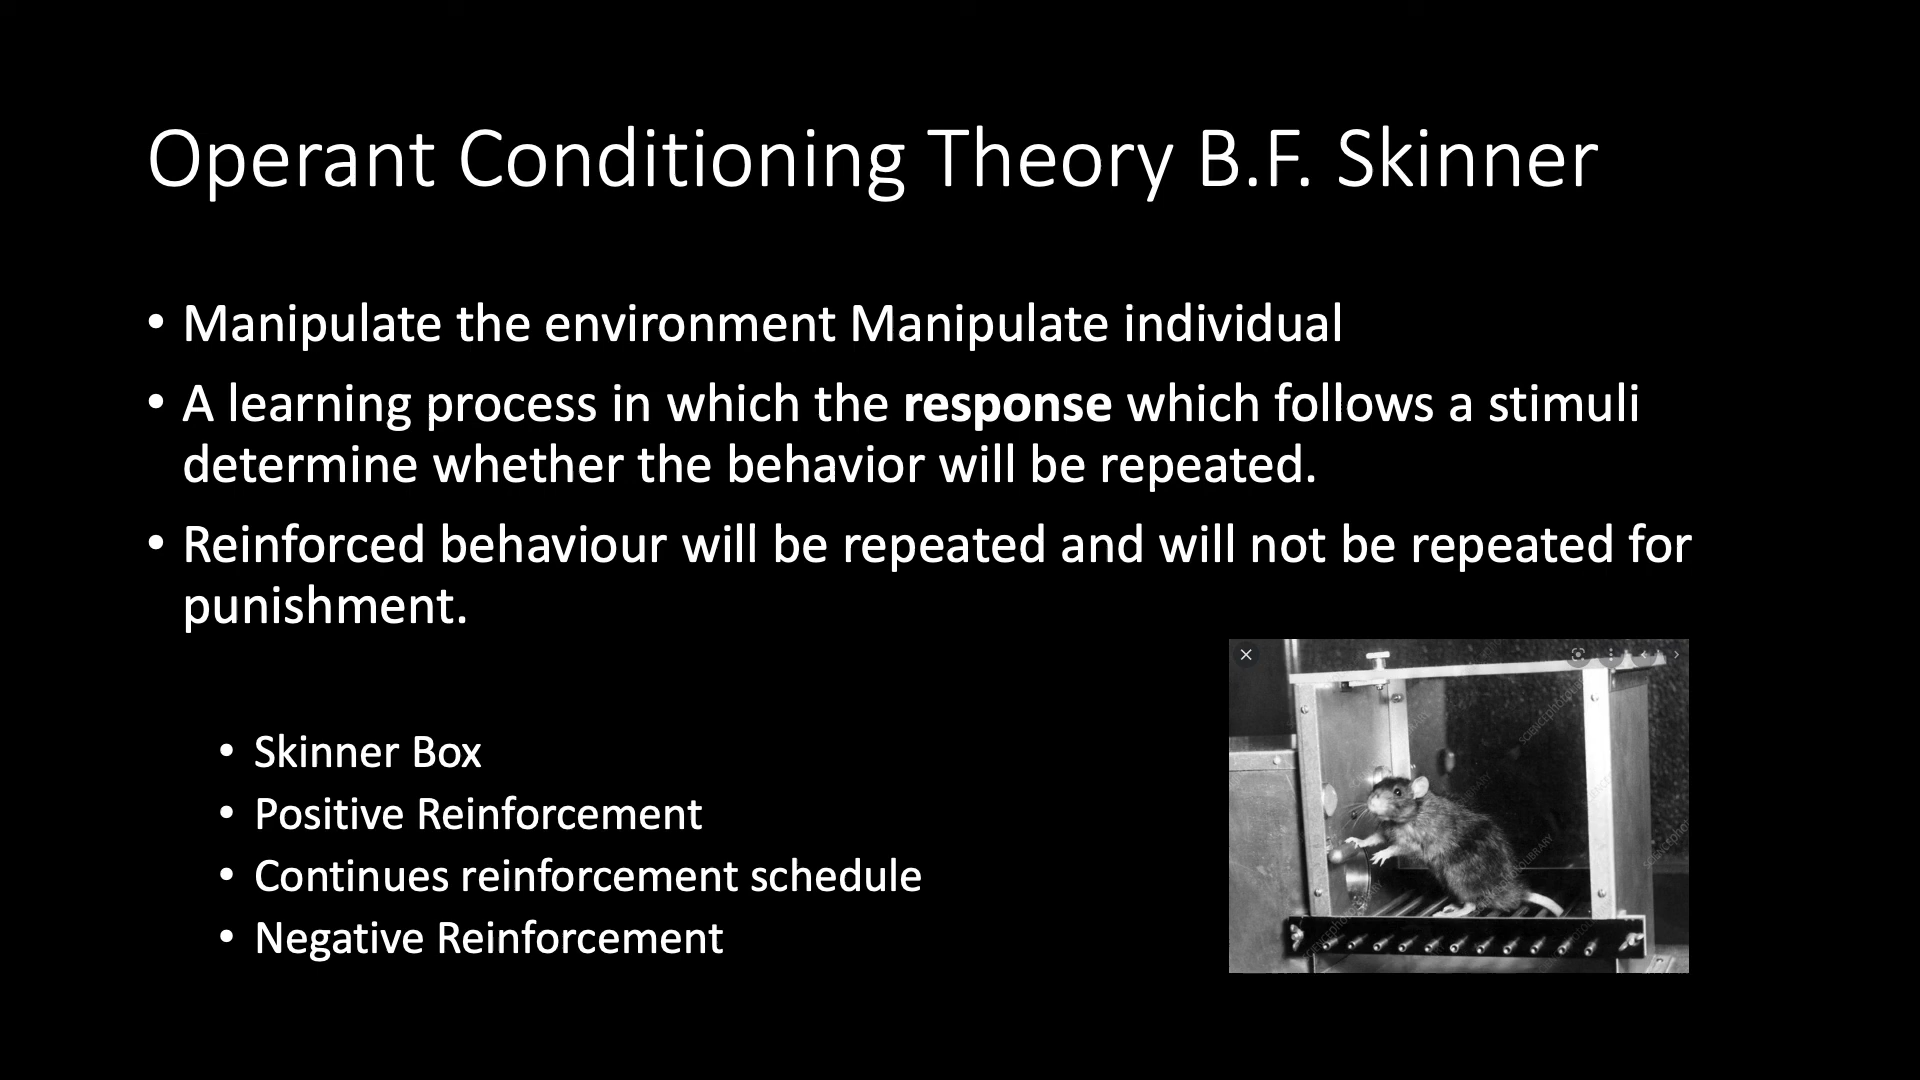 Operant Conditioning Theory B.F. Skinner
• Manipulate the environment Manipulate individual
• A learning process in which the response which follows a stimuli
determine whether the behavior will be repeated.
• Reinforced behaviour will be repeated and will not be repeated for
punishment.
• Skinner Box
• Positive Reinforcement
• Continues reinforcement schedule
• Negative Reinforcement